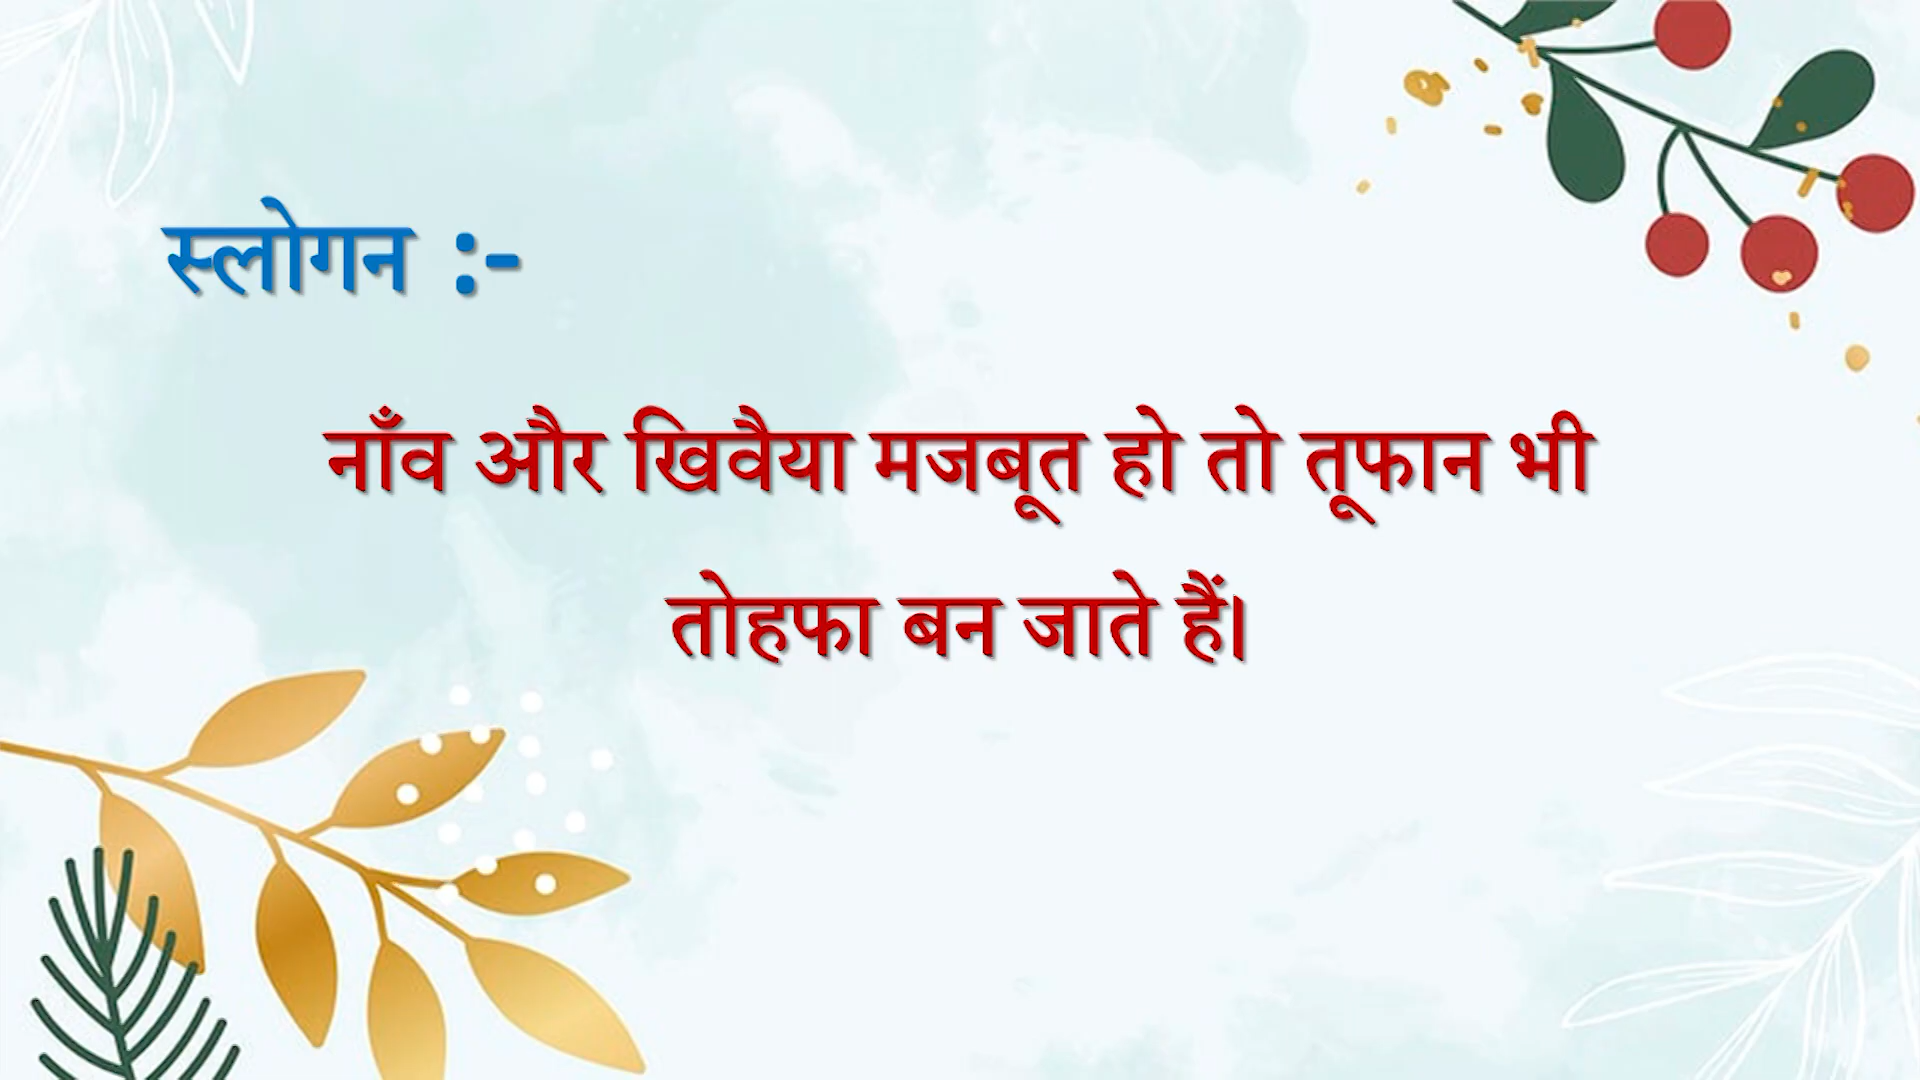 स्लोगन :-
नाँव और खिवैया मजबूत हो तो तूफान भी
तोहफा बन जाते हैं।